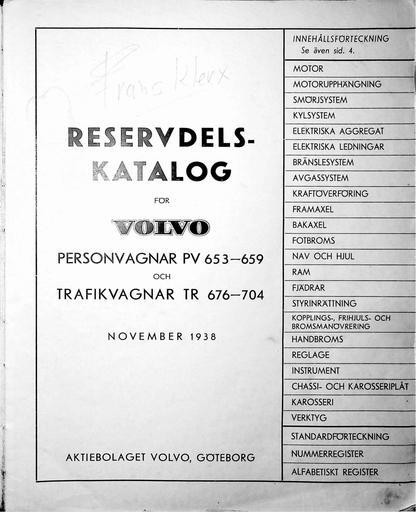 Frans Klerx
RESERVDELS-
KATALOG
FÖR
VOLVO
PERSONVAGNAR PV 653—659
OCH
TRAFIKVAGNAR TR 676—704
NOVEMBER 1938
AKTIEBOLAGET VOLVO, GÖTEBORG
INNEHÅLLSFÖRTECKNING
Se även sid. 4.
MOTOR
MOTORUPPHÄNGNING
SMÖRJSYSTEM
KYLSYSTEM
ELEKTRISKA AGGREGAT
ELEKTRISKA LEDNINGAR
BRÄNSLESYSTEM
AVGASSYSTEM
KRAFTÖVERFÖRING
FRAMAXEL
BAKAXEL
FOTBROMS
NAV OCH HJUL
RAM
FJÄDRAR
STYRINRÄTTNING
KOPPLINGS-, FRIHJULS- OCH
BROMSMANÖVRERING
HANDBROMS
REGLAGE
INSTRUMENT
CHASSI- OCH KAROSSERIPLÅT
KAROSSERI
VERKTYG
STANDARDFÖRTECKNING
NUMMERREGISTER
ALFABETISKT REGISTER